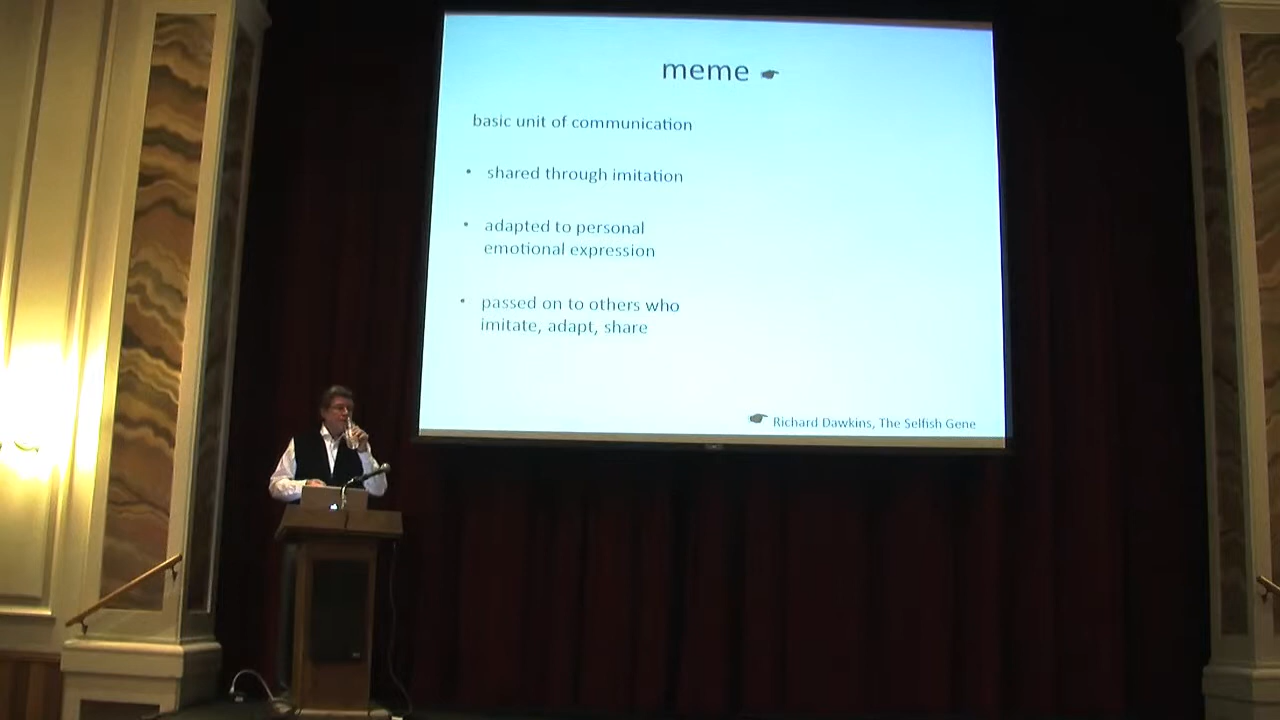 meme
basic unit of communication
• shared through imitation
• adapted to personal
emotional expression
• passed on to others who
imitate, adapt, share
Richard Dawkins, The Selfish Gene